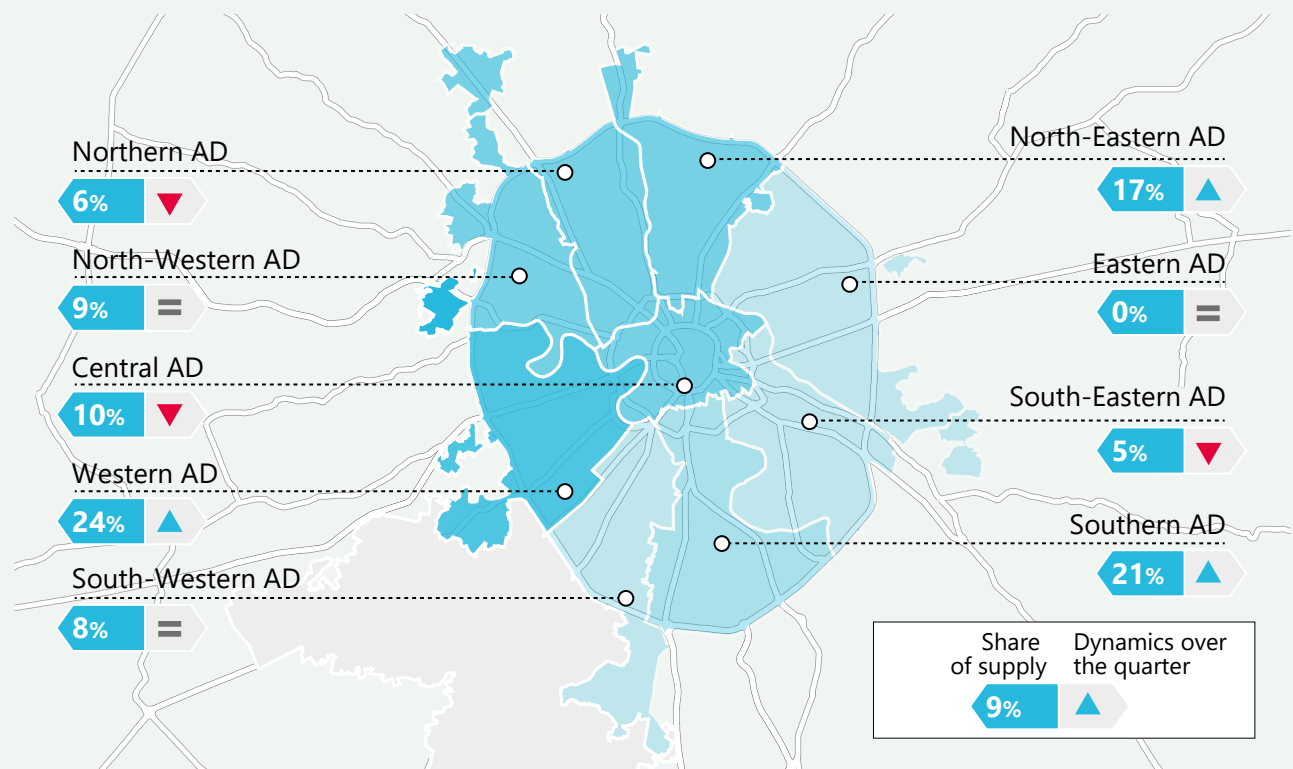 Northern AD
6%
North-Western AD
9%
Central AD
10%
Western AD
24%
South-Western AD
8%
North-Eastern AD
17%
Eastern AD
0%
South-Eastern AD
5%
Southern AD
21%
Share
of supply
Dynamics over
the quarter
9%